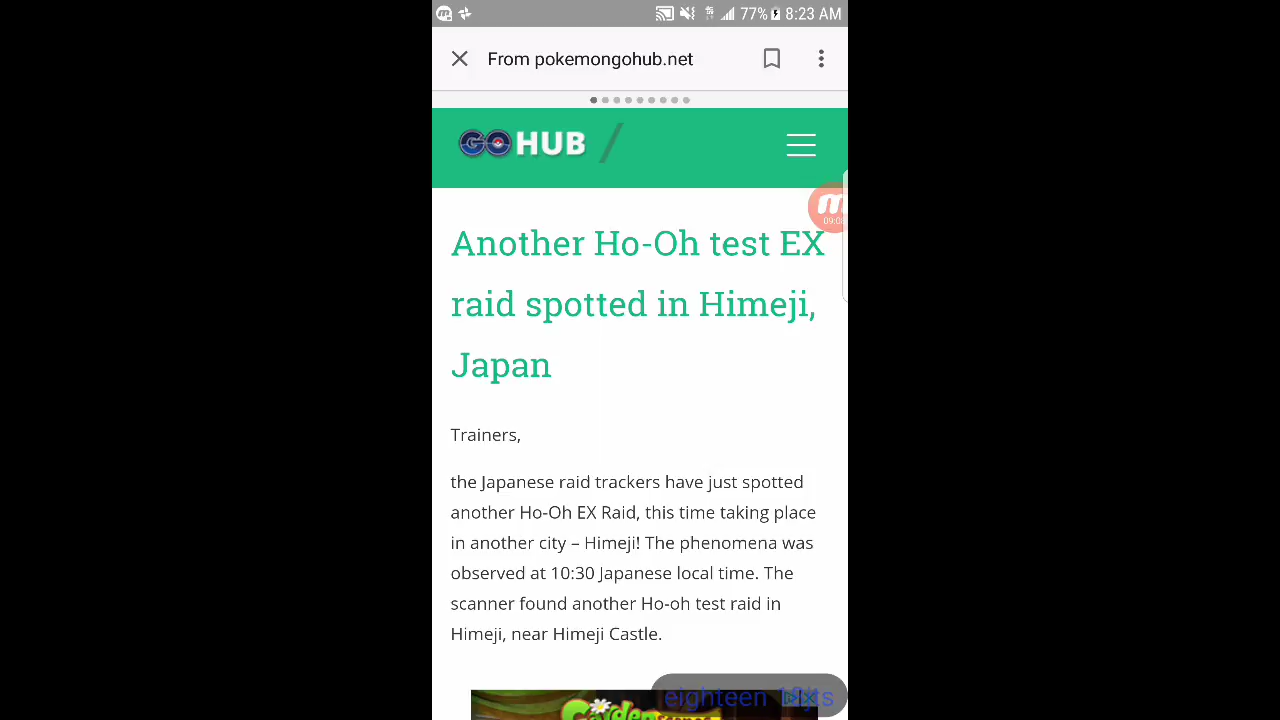 77% 8:23 AM
From pokemongohub.net
GO HUB
09:0
Another Ho-Oh test EX
raid spotted in Himeji,
Japan
Trainers,
the Japanese raid trackers have just spotted
another Ho-Oh EX Raid, this time taking place
in another city – Himeji! The phenomena was
observed at 10:30 Japanese local time. The
scanner found another Ho-oh test raid in
Himeji, near Himeji Castle.
eighteen
Garden